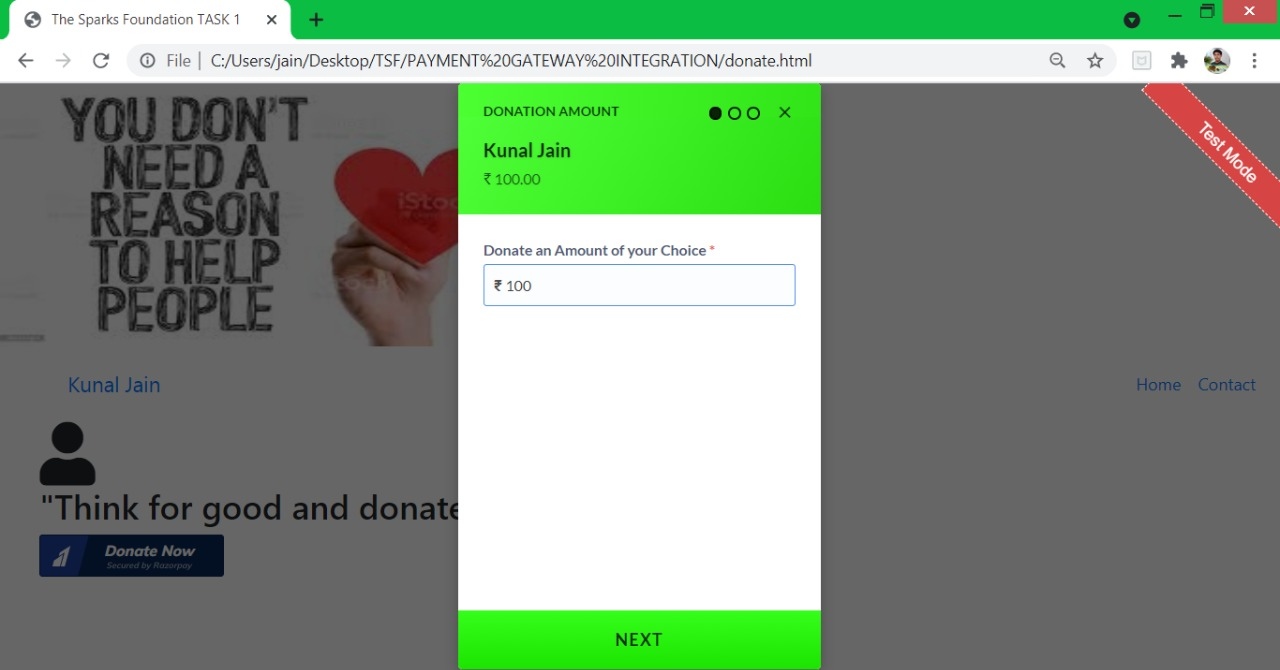 The Sparks Foundation TASK 1
File | C:/Users/jain/Desktop/TSF/PAYMENT%20GATEWAY%20INTEGRATION/donate.html
YOU DON'T
NEED A
REASON
TO HELP
PEOPLE
DONATION AMOUNT
Kunal Jain
₹ 100.00
Test Mode
Donate an Amount of your Choice *
₹ 100
Kunal Jain
Home Contact
"Think for good and donate
Donate Now
Secured by Razorpay
NEXT